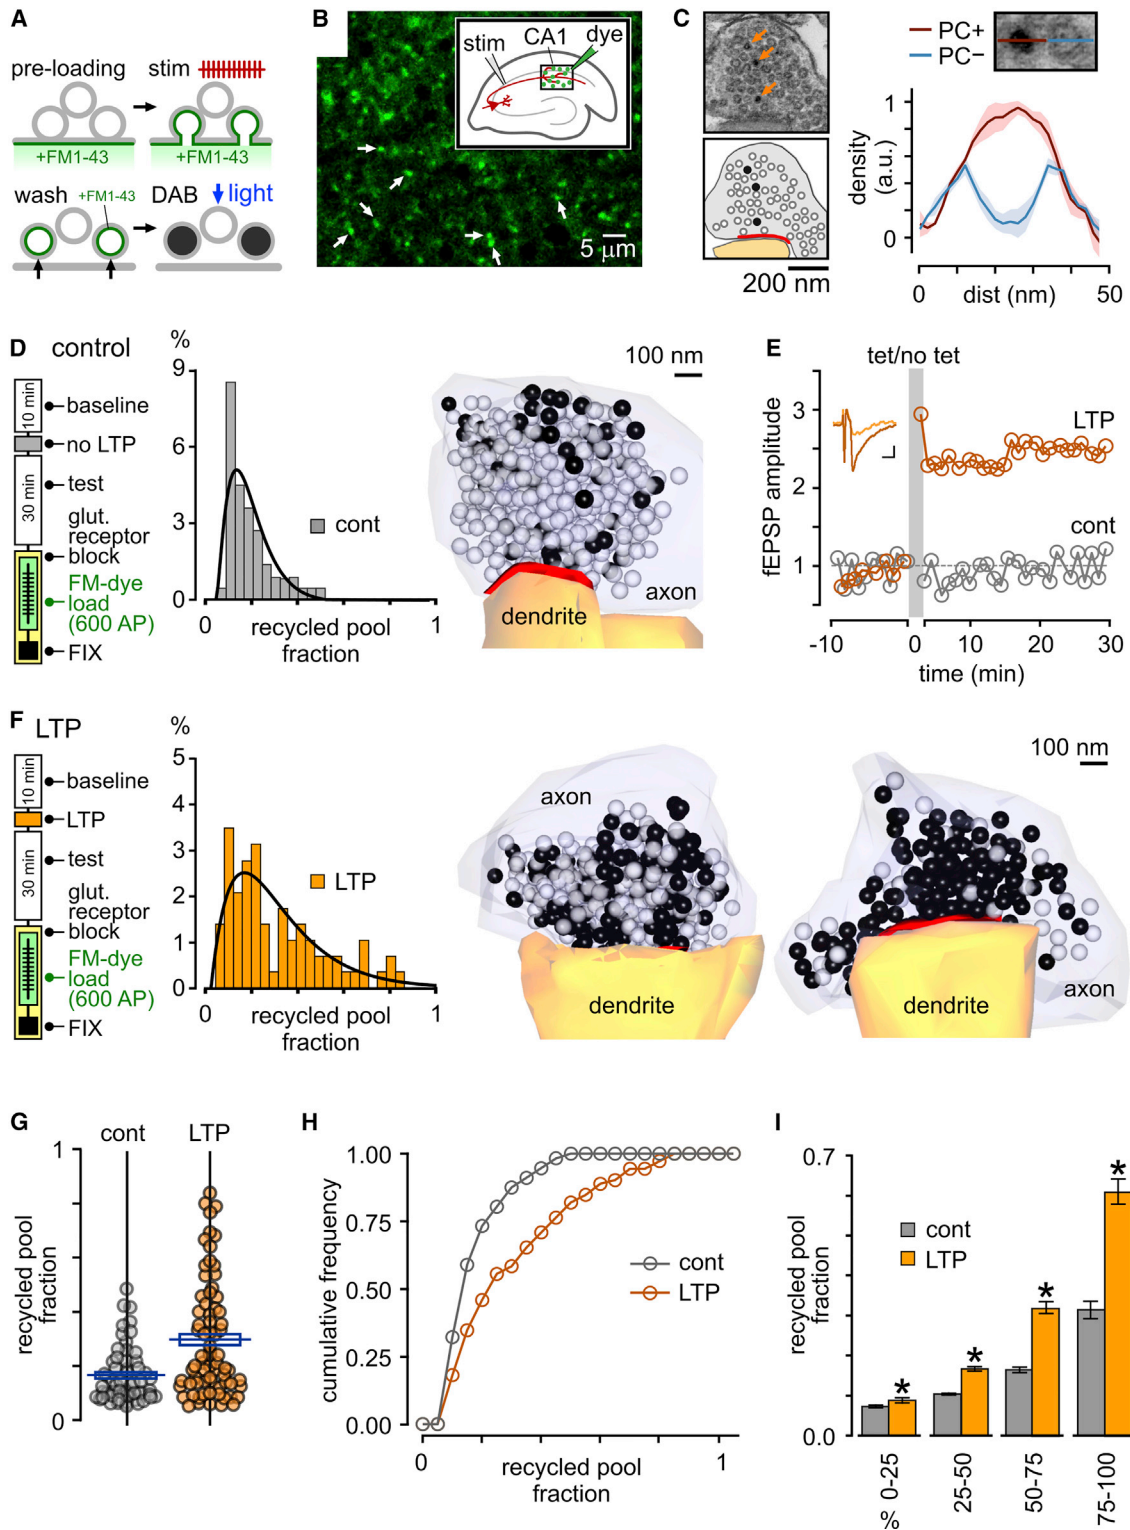 A
pre-loading
stim
+FM1-43
+FM1-43
wash
+FM1-43
DAB
light
B
stim
CA1
dye
5 µm
C
200 nm
PC+
PC−
1
density
(a.u.)
0
0
dist (nm)
50
D
control
10 min
baseline
no LTP
30 min
test
glut.
receptor
block
FM-dye
load
(600 AP)
FIX
%
9
6
3
0
cont
0
recycled pool
fraction
1
100 nm
axon
dendrite
E
tet/no tet
fEPSP amplitude
3
2
1
LTP
cont
-10
0
10
20
30
time (min)
F
LTP
10 min
baseline
LTP
30 min
test
glut.
receptor
block
FM-dye
load
(600 AP)
FIX
%
5
4
3
2
1
0
LTP
0
recycled pool
fraction
1
axon
dendrite
100 nm
dendrite
axon
G
cont
LTP
1
recycled pool
fraction
0
H
cumulative frequency
1.00
0.75
0.50
0.25
0.00
cont
LTP
0
recycled pool
fraction
1
I
0.7
recycled pool
fraction
0.0
cont
LTP
*
*
*
*
% 0-25
25-50
50-75
75-100